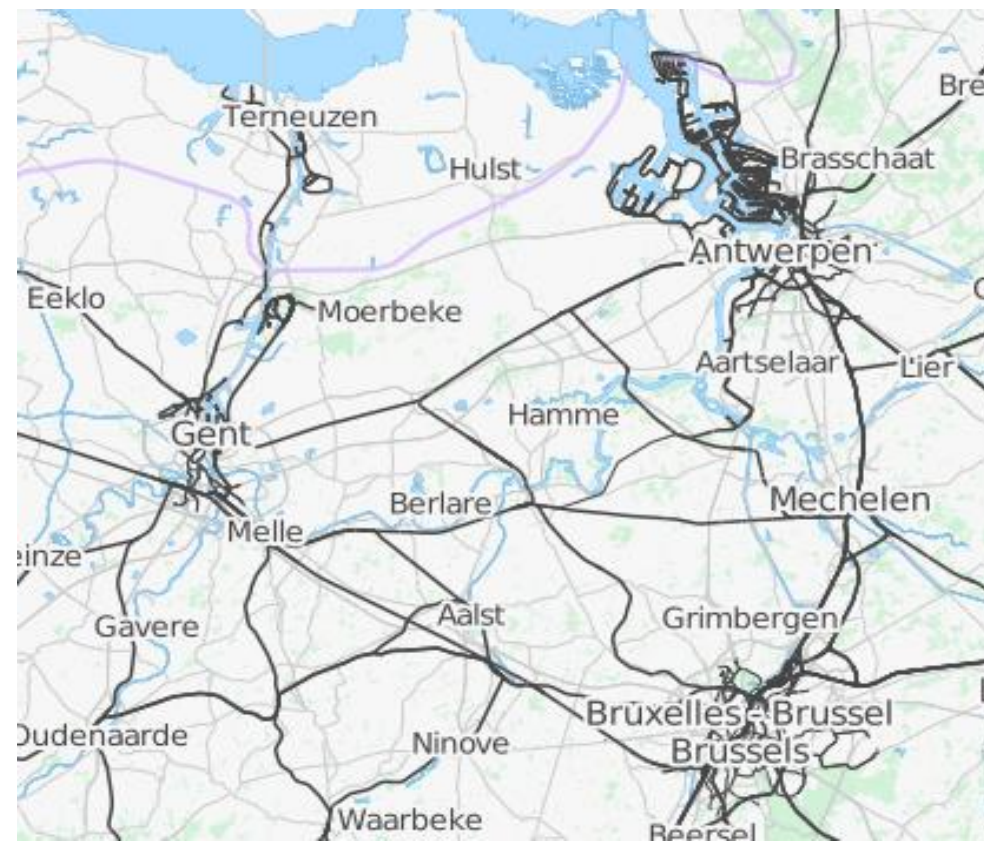 Terneuzen
Bre
Brasschaat
Hulst
Antwerpen
Eeklo
Moerbeke
Aartselaar
Lier
Hamme
Gent
Berlare
Mechelen
Melle
einze
Aalst
Grimbergen
Gavere
Bruxelles - Brussel
Oudenaarde
Ninove
Brussels
Waarbeke
Beersel